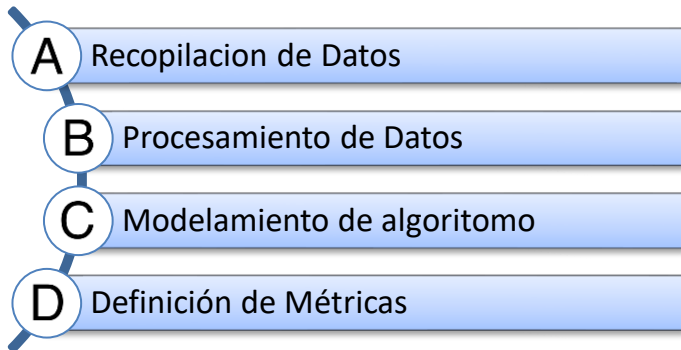 A Recopilacion de Datos
B Procesamiento de Datos
C Modelamiento de algoritomo
D Definición de Métricas